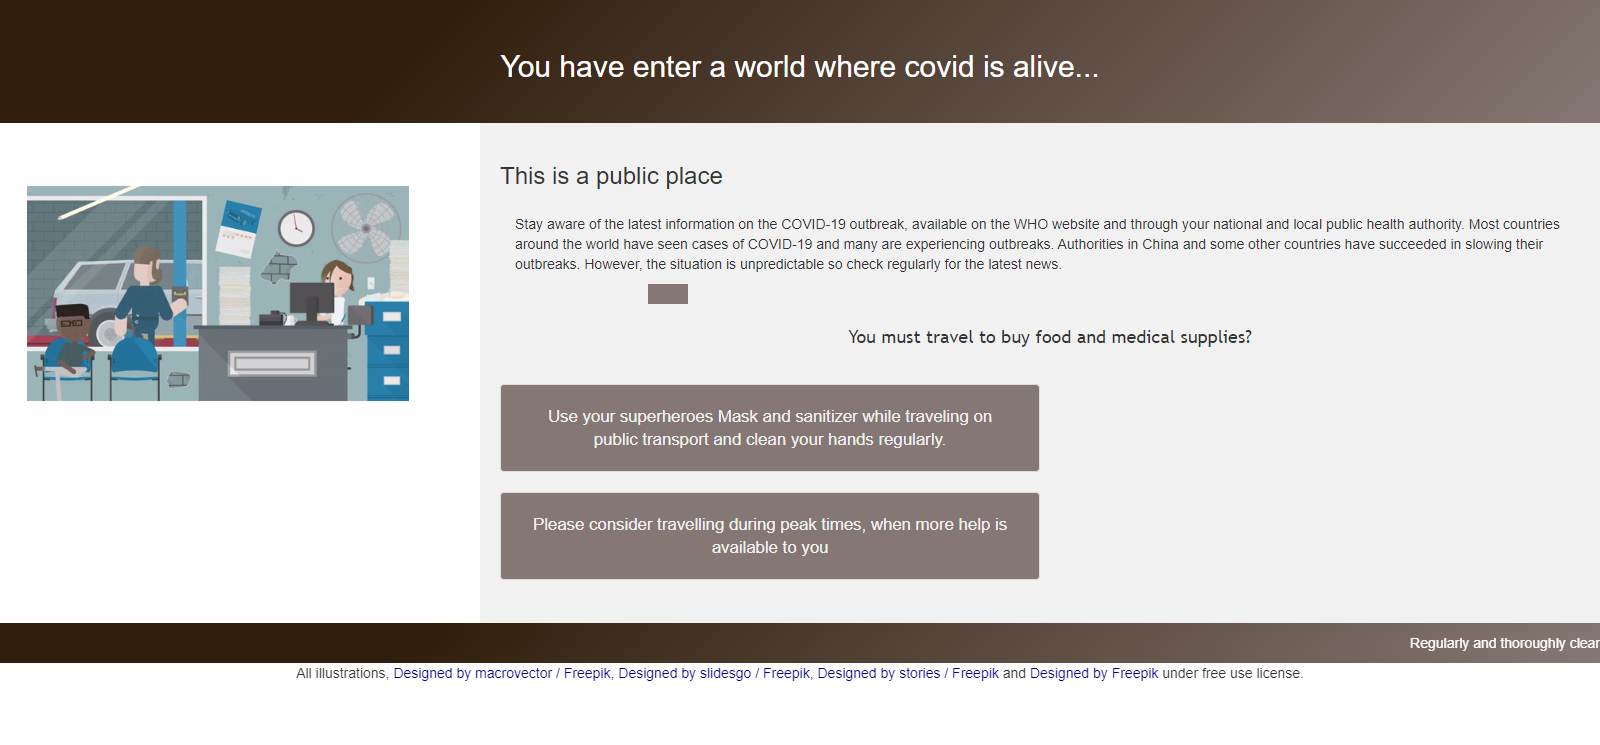 You have enter a world where covid is alive...
This is a public place
Stay aware of the latest information on the COVID-19 outbreak, available on the WHO website and through your national and local public health authority. Most countries
around the world have seen cases of COVID-19 and many are experiencing outbreaks. Authorities in China and some other countries have succeeded in slowing their
outbreaks. However, the situation is unpredictable so check regularly for the latest news.
You must travel to buy food and medical supplies?
Use your superheroes Mask and sanitizer while traveling on
public transport and clean your hands regularly.
Please consider travelling during peak times, when more help is
available to you
Regularly and thoroughly clear
All illustrations, Designed by macrovector / Freepik, Designed by slidesgo / Freepik, Designed by stories / Freepik and Designed by Freepik under free use license.